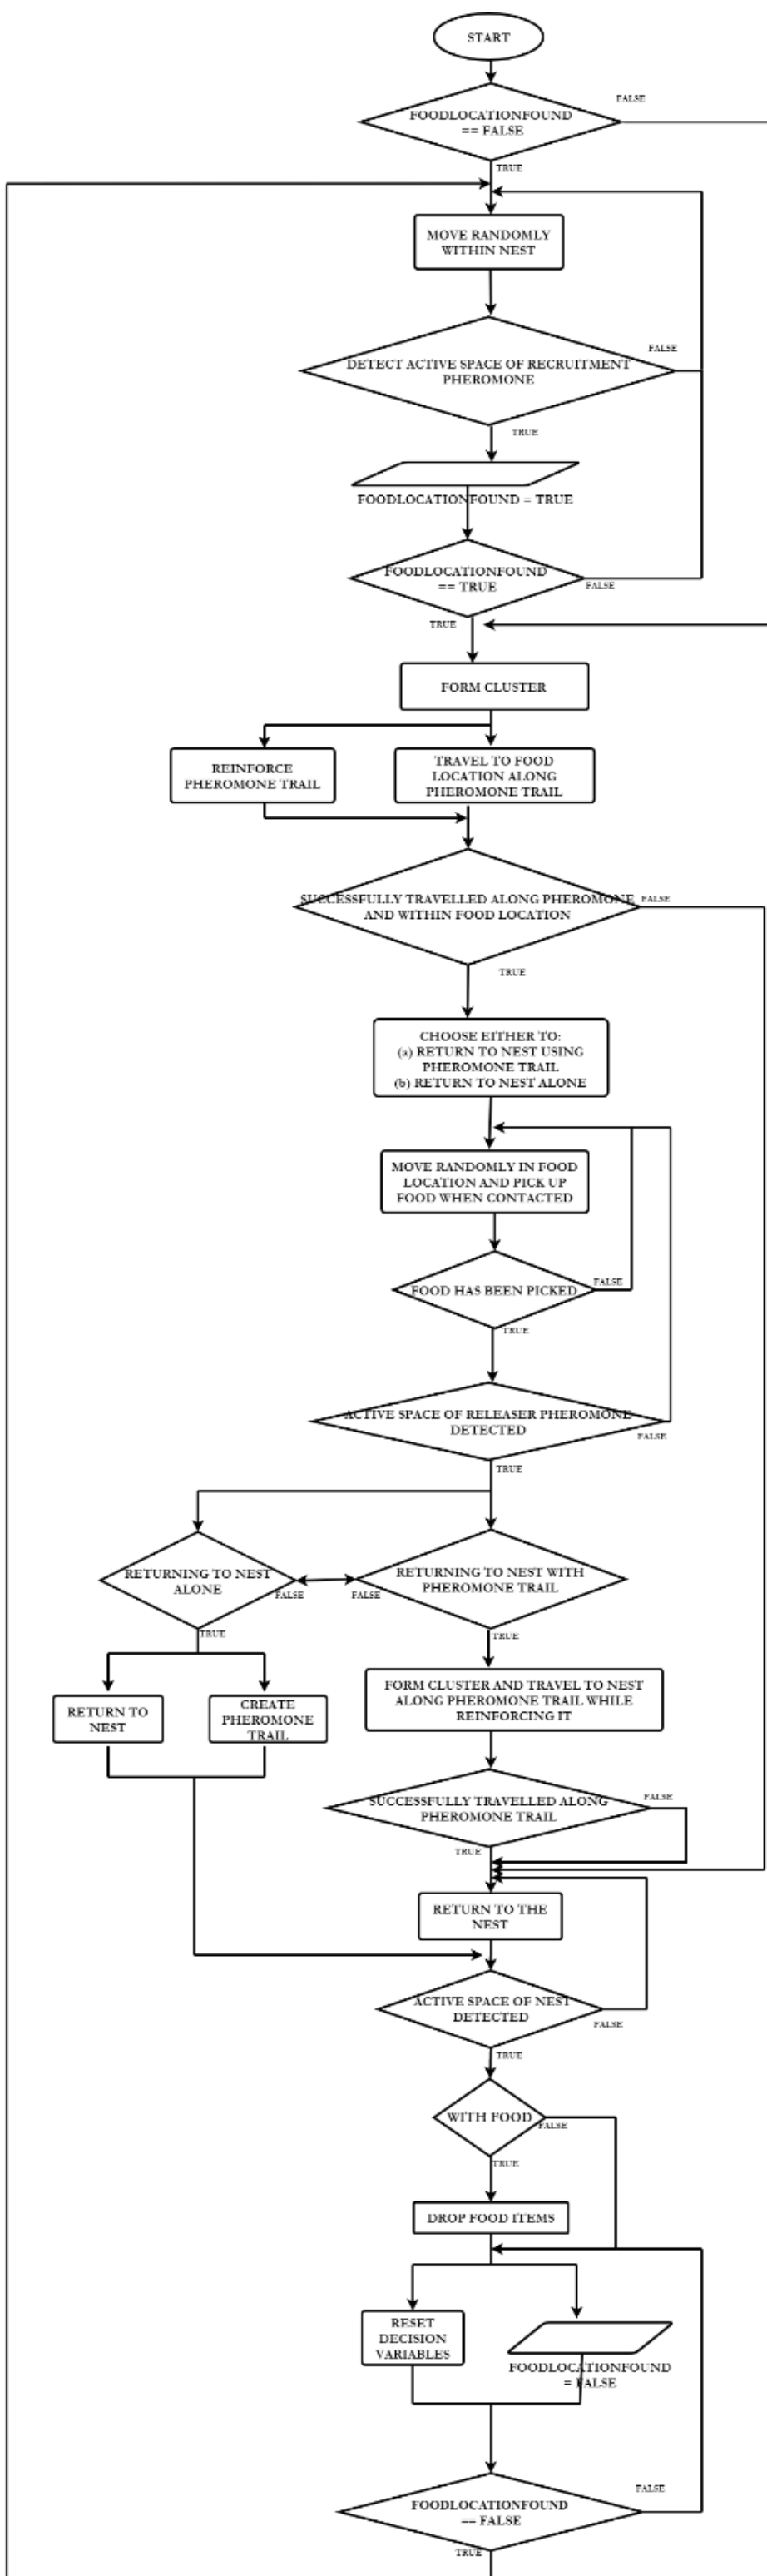 START
FALSE
FOODLOCATIONFOUND
== FALSE
TRUE
MOVE RANDOMLY
WITHIN NEST
FALSE
DETECT ACTIVE SPACE OF RECRUITMENT
PHEROMONE
TRUE
FOODLOCATIONFOUND = TRUE
FOODLOCATIONFOUND
== TRUE
FALSE
TRUE
FORM CLUSTER
REINFORCE
PHEROMONE TRAIL
TRAVEL TO FOOD
LOCATION ALONG
PHEROMONE TRAIL
SUCCESSFULLY TRAVELLED ALONG PHEROMONE
AND WITHIN FOOD LOCATION
FALSE
TRUE
CHOOSE EITHER TO:
(a) RETURN TO NEST USING
PHEROMONE TRAIL
(b) RETURN TO NEST ALONE
MOVE RANDOMLY IN FOOD
LOCATION AND PICK UP
FOOD WHEN CONTACTED
FALSE
FOOD HAS BEEN PICKED
TRUE
ACTIVE SPACE OF RELEASER PHEROMONE
DETECTED
FALSE
TRUE
RETURNING TO NEST
ALONE
FALSE
RETURNING TO NEST WITH
PHEROMONE TRAIL
FALSE
TRUE
TRUE
RETURN TO
NEST
CREATE
PHEROMONE
TRAIL
FORM CLUSTER AND TRAVEL TO NEST
ALONG PHEROMONE TRAIL WHILE
REINFORCING IT
FALSE
SUCCESSFULLY TRAVELLED ALONG
PHEROMONE TRAIL
TRUE
RETURN TO THE
NEST
ACTIVE SPACE OF NEST
DETECTED
FALSE
TRUE
WITH FOOD
FALSE
TRUE
DROP FOOD ITEMS
RESET
DECISION
VARIABLES
FOODLOCATIONFOUND
= FALSE
FALSE
FOODLOCATIONFOUND
== FALSE
TRUE